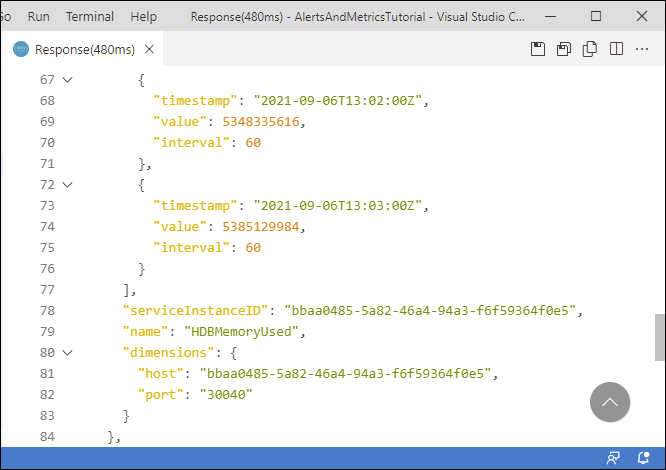 Go Run Terminal Help Response(480ms) - AlertsAndMetricsTutorial - Visual Studio C...
Response(480ms)
67 {
68 "timestamp": "2021-09-06T13:02:00Z",
69 "value": 5348335616,
70 "interval": 60
71 },
72 {
73 "timestamp": "2021-09-06T13:03:00Z",
74 "value": 5385129984,
75 "interval": 60
76 }
77 ],
78 "serviceInstanceID": "bbaa0485-5a82-46a4-94a3-f6f59364f0e5",
79 "name": "HDBMemoryUsed",
80 "dimensions": {
81 "host": "bbaa0485-5a82-46a4-94a3-f6f59364f0e5",
82 "port": "30040"
83 }
84 },